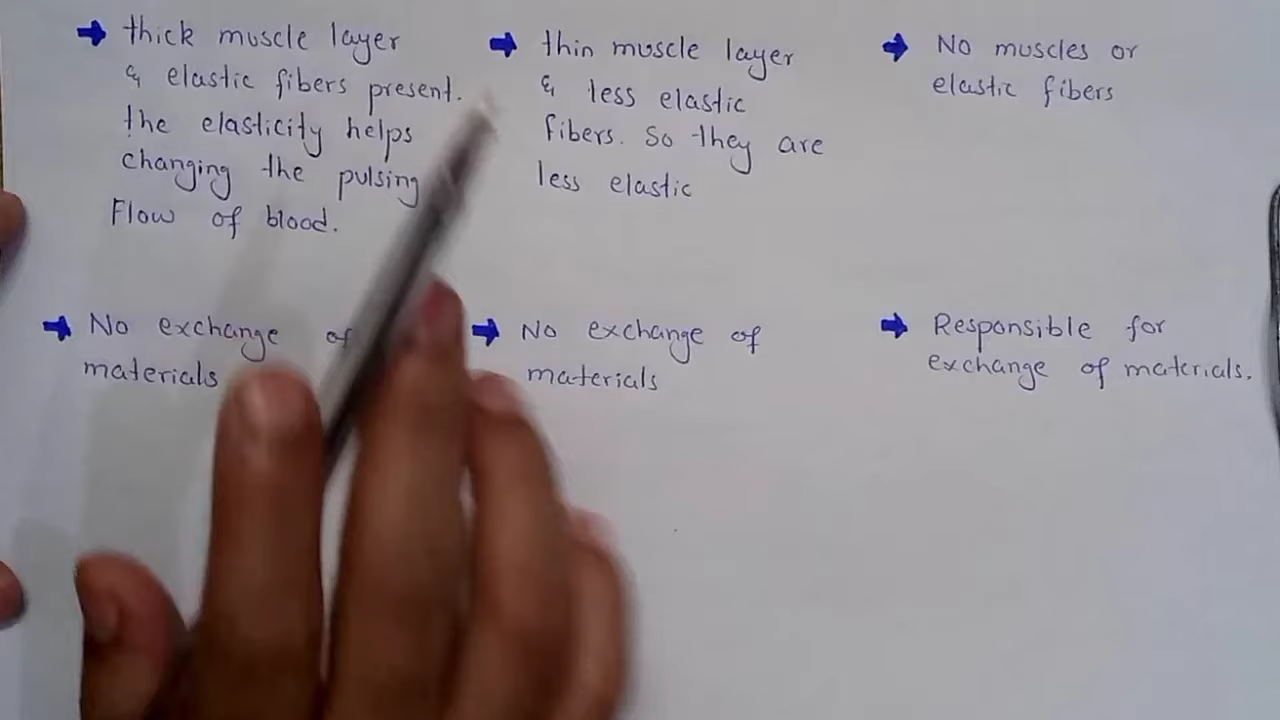 thick muscle layer
& elastic fibers present.
the elasticity helps
changing the pulsing
Flow of blood.
thin muscle layer
& less elastic
fibers. So they are
less elastic
No muscles or
elastic fibers
No exchange of
materials
No exchange of
materials
Responsible for
exchange of materials.